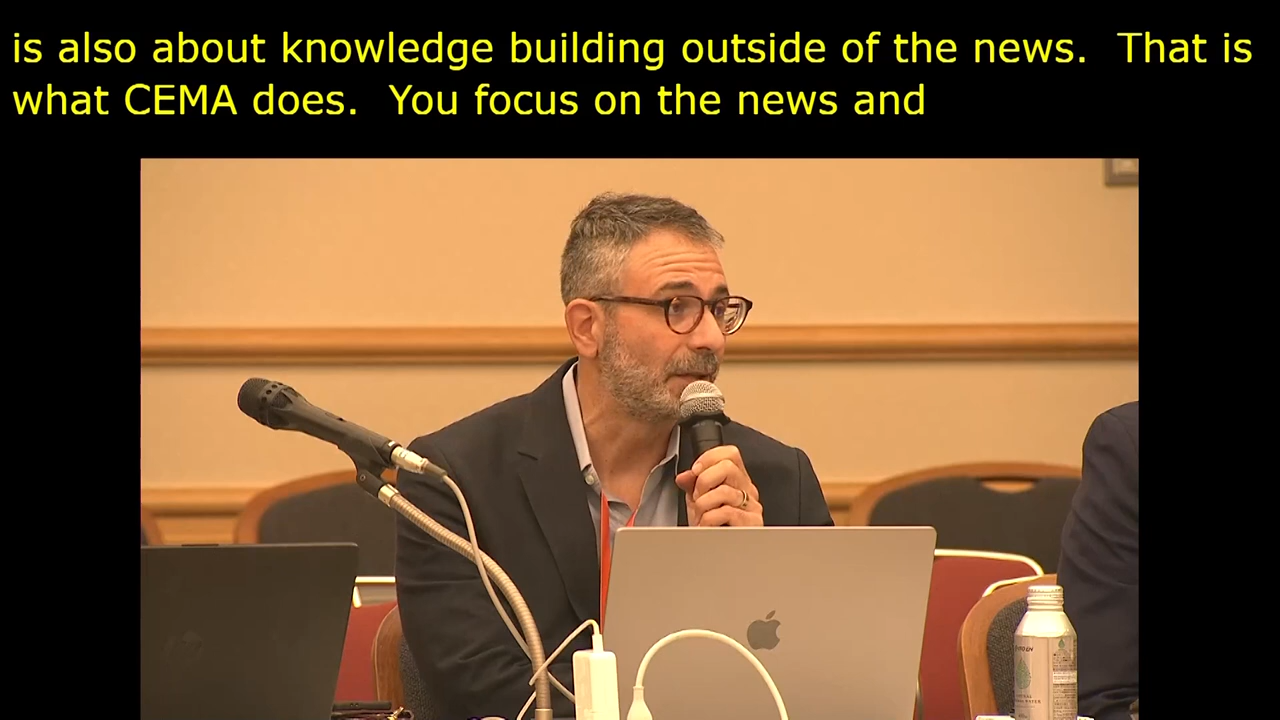 is also about knowledge building outside of the news.  That is
what CEMA does.  You focus on the news and